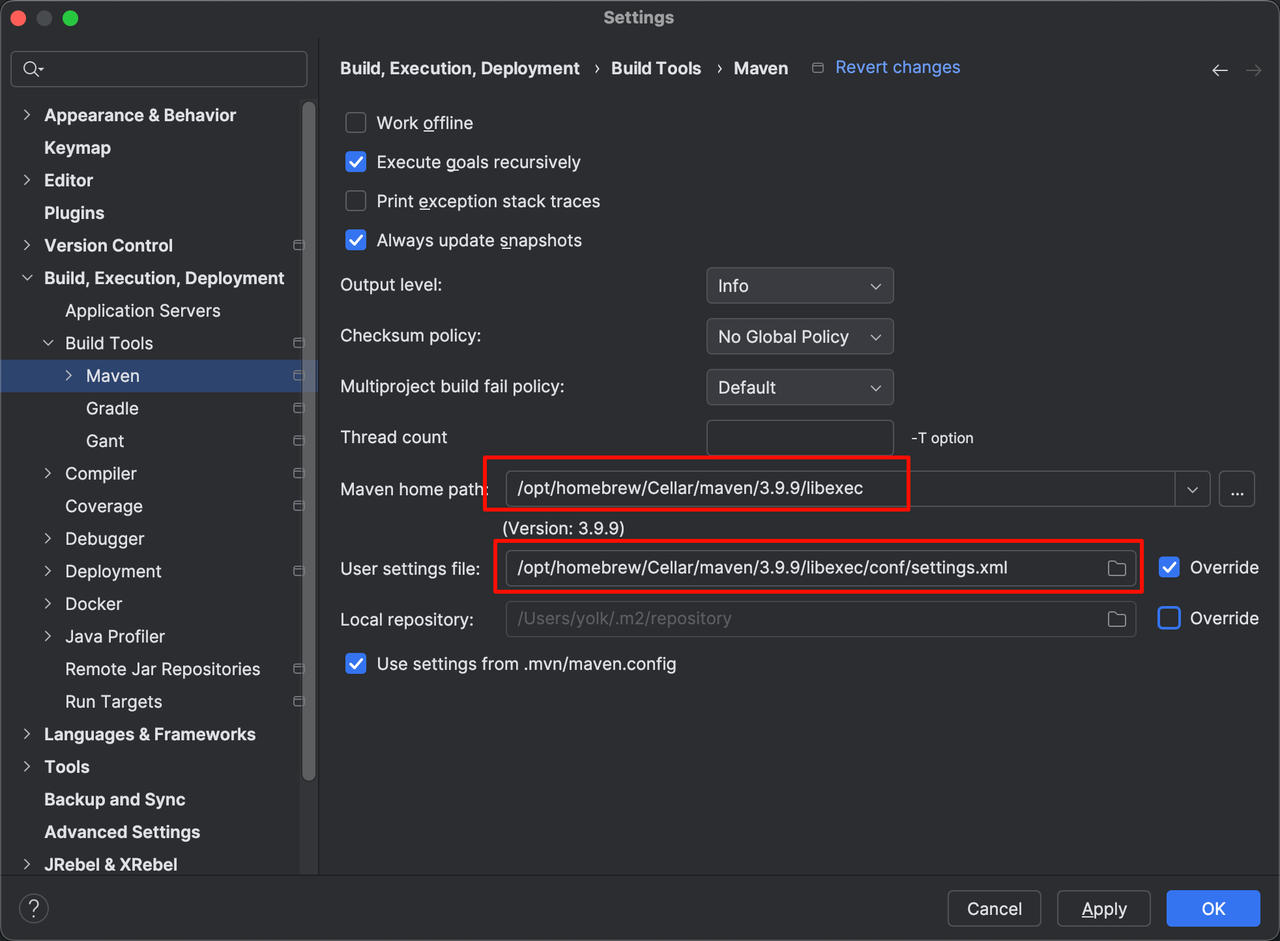 Settings
Appearance & Behavior
Keymap
Editor
Plugins
Version Control
Build, Execution, Deployment
Application Servers
Build Tools
Maven
Gradle
Gant
Compiler
Coverage
Debugger
Deployment
Docker
Java Profiler
Remote Jar Repositories
Run Targets
Languages & Frameworks
Tools
Backup and Sync
Advanced Settings
JRebel & XRebel
Build, Execution, Deployment › Build Tools › Maven Revert changes
Work offline
Execute goals recursively
Print exception stack traces
Always update snapshots
Output level: Info
Checksum policy: No Global Policy
Multiproject build fail policy: Default
Thread count -T option
Maven home path: /opt/homebrew/Cellar/maven/3.9.9/libexec ...
(Version: 3.9.9)
User settings file: /opt/homebrew/Cellar/maven/3.9.9/libexec/conf/settings.xml Override
Local repository: /Users/yolk/.m2/repository Override
Use settings from .mvn/maven.config
? Cancel Apply OK